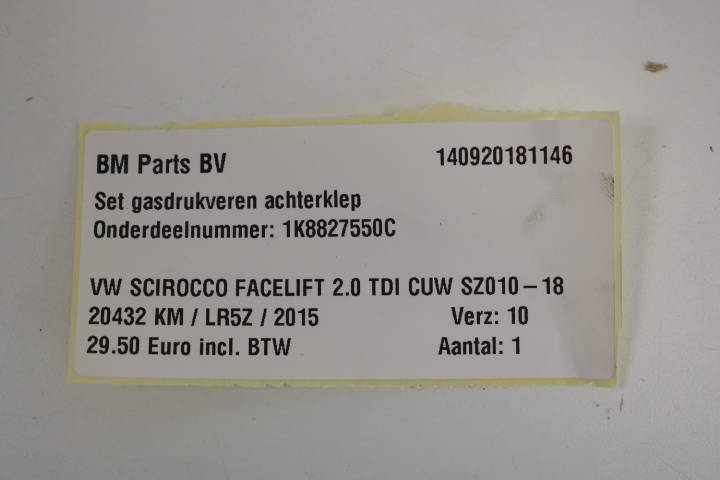 BM Parts BV 140920181146
Set gasdrukveren achterklep
Onderdeelnummer: 1K8827550C
VW SCIROCCO FACELIFT 2.0 TDI CUW SZ010 – 18
20432 KM / LR5Z / 2015 Verz: 10
29.50 Euro incl. BTW Aantal: 1